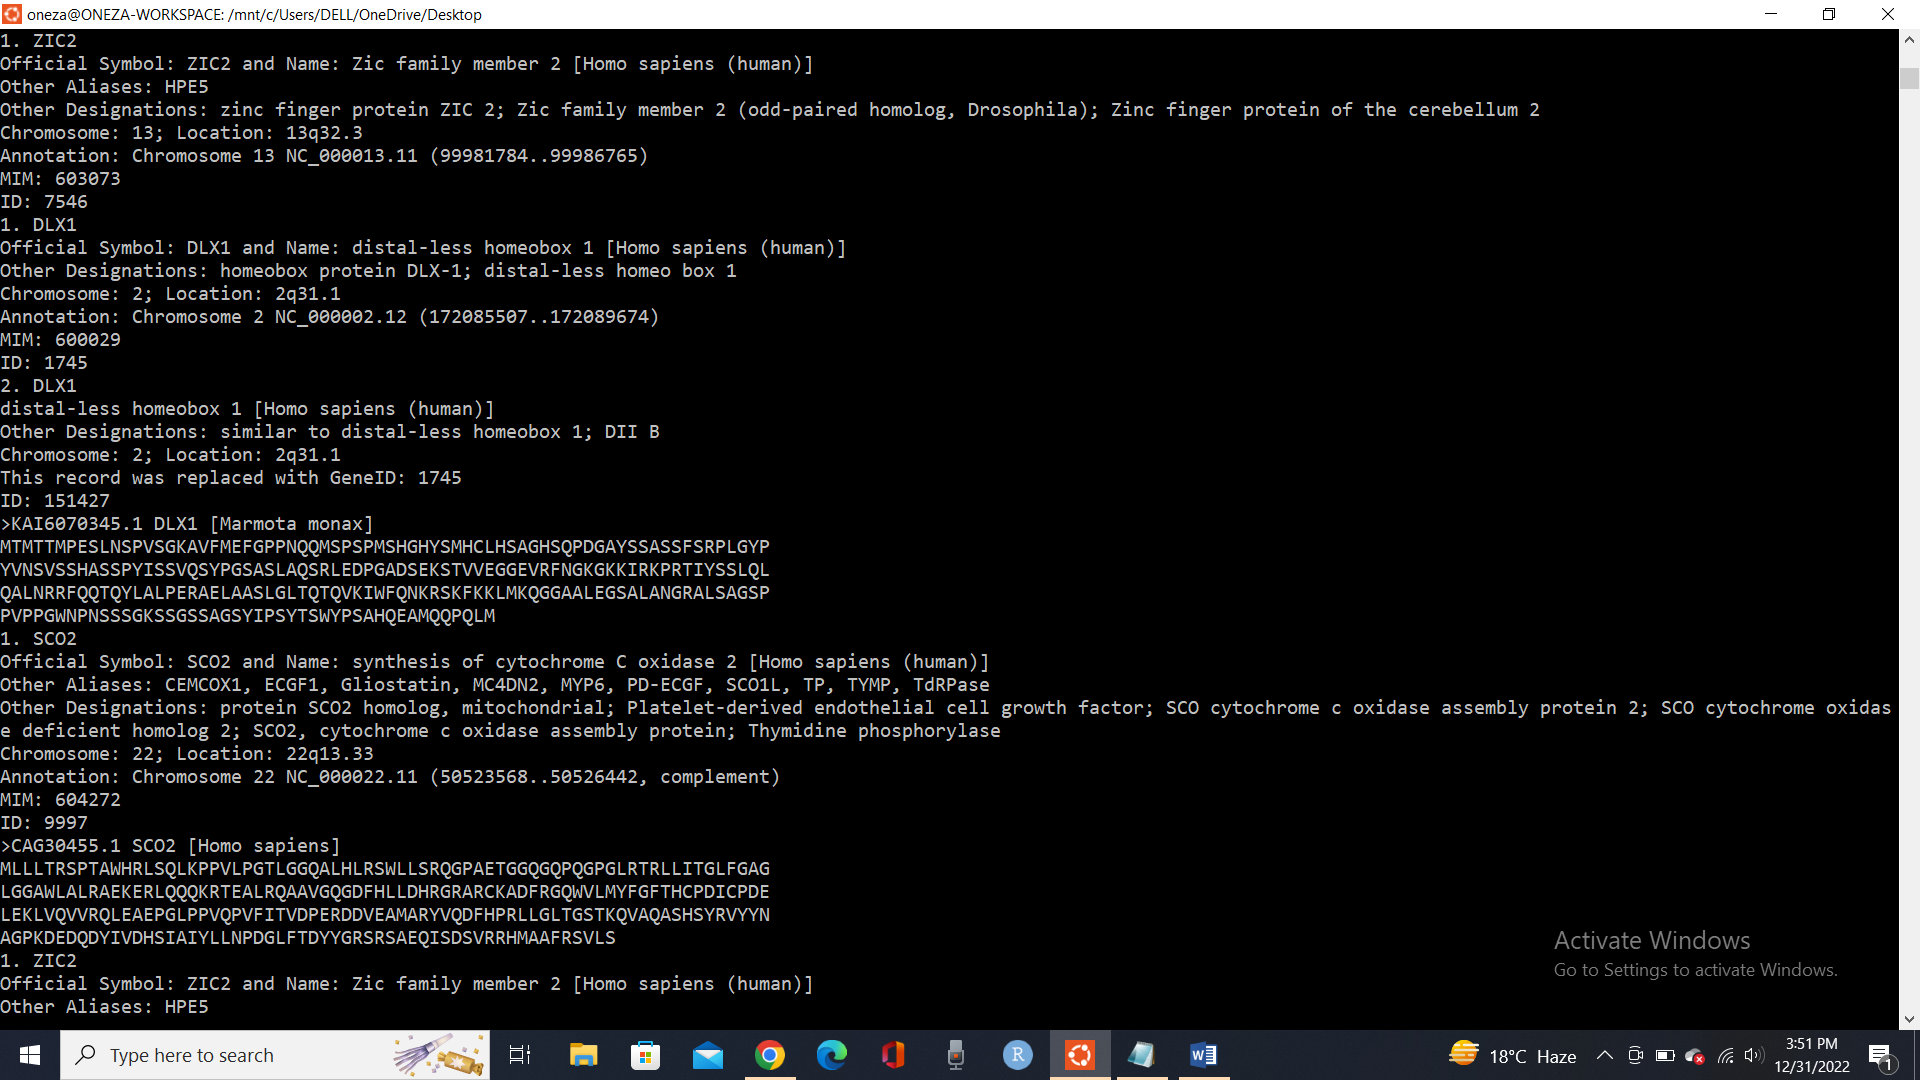 oneza@ONEZA-WORKSPACE: /mnt/c/Users/DELL/OneDrive/Desktop
1. ZIC2
Official Symbol: ZIC2 and Name: Zic family member 2 [Homo sapiens (human)]
Other Aliases: HPE5
Other Designations: zinc finger protein ZIC 2; Zic family member 2 (odd-paired homolog, Drosophila); Zinc finger protein of the cerebellum 2
Chromosome: 13; Location: 13q32.3
Annotation: Chromosome 13 NC_000013.11 (99981784..99986765)
MIM: 603073
ID: 7546
1. DLX1
Official Symbol: DLX1 and Name: distal-less homeobox 1 [Homo sapiens (human)]
Other Designations: homeobox protein DLX-1; distal-less homeo box 1
Chromosome: 2; Location: 2q31.1
Annotation: Chromosome 2 NC_000002.12 (172085507..172089674)
MIM: 600029
ID: 1745
2. DLX1
distal-less homeobox 1 [Homo sapiens (human)]
Other Designations: similar to distal-less homeobox 1; DII B
Chromosome: 2; Location: 2q31.1
This record was replaced with GeneID: 1745
ID: 151427
>KAI6070345.1 DLX1 [Marmota monax]
MTMTTMPESLNSPVSGKAVFMEFGPPNQQMSPSPMSHGHYSMHCLHSAGHSQPDGAYSSASSFSRPLGYP
YVNSVSSHASSPYISSVQSYPGSASLAQSRLEDPGADSEKSTVVEGGEVRFNGKGKKIRKPRTIYSSLQL
QALNRRFQQTQYLALPERAELAASLGLTQTQVKIWFQNKRSKFKKLMKQGGAALEGSALANGRALSAGSP
PVPPGWNPNSSSGKSSGSSAGSYIPSYTSWYPSAHQEAMQQPQLM
1. SCO2
Official Symbol: SCO2 and Name: synthesis of cytochrome C oxidase 2 [Homo sapiens (human)]
Other Aliases: CEMCOX1, ECGF1, Gliostatin, MC4DN2, MYP6, PD-ECGF, SCO1L, TP, TYMP, TdRPase
Other Designations: protein SCO2 homolog, mitochondrial; Platelet-derived endothelial cell growth factor; SCO cytochrome c oxidase assembly protein 2; SCO cytochrome oxidas
e deficient homolog 2; SCO2, cytochrome c oxidase assembly protein; Thymidine phosphorylase
Chromosome: 22; Location: 22q13.33
Annotation: Chromosome 22 NC_000022.11 (50523568..50526442, complement)
MIM: 604272
ID: 9997
>CAG30455.1 SCO2 [Homo sapiens]
MLLLTRSPTAWHRLSQLKPPVLPGTLGGQALHLRSWLLSRQGPAETGGQGQPQGPGLRTRLLITGLFGAG
LGGAWLALRAEKERLQQQKRTEALRQAAVGQGDFHLLDHRGRARCKADFRGQWVLMYFGFTHCPDICPDE
LEKLVQVVRQLEAEPGLPPVQPVFITVDPERDDVEAMARYVQDFHPRLLGLTGSTKQVAQASHSYRVYYN
AGPKDEDQDYIVDHSIAIYLLNPDGLFTDYYGRSRSAEQISDSVRRHMAAFRSVLS
1. ZIC2
Official Symbol: ZIC2 and Name: Zic family member 2 [Homo sapiens (human)]
Other Aliases: HPE5
Activate Windows
Go to Settings to activate Windows.
Type here to search
R
18°C Haze
3:51 PM
12/31/2022
1